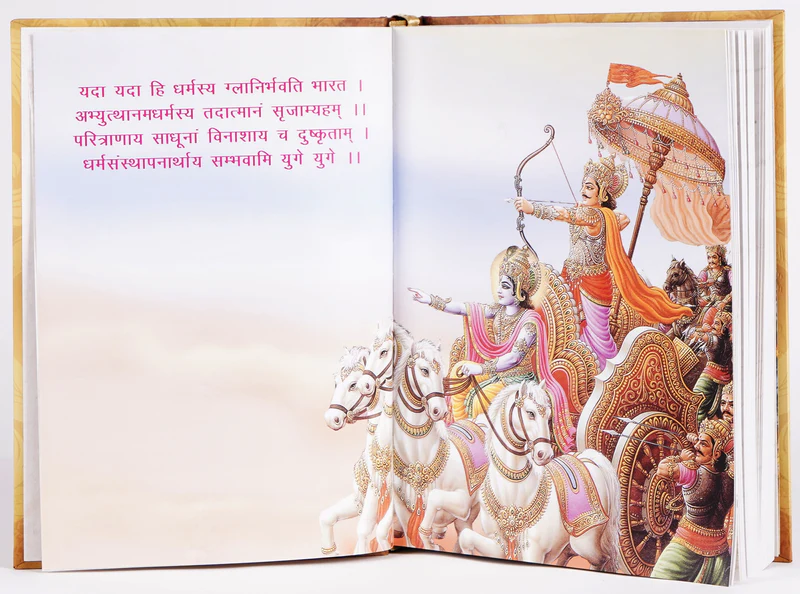 यदा यदा हि धर्मस्य ग्लानिर्भवति भारत ।
अभ्युत्थानमधर्मस्य तदात्मानं सृजाम्यहम् ।।
परित्राणाय साधूनां विनाशाय च दुष्कृताम् ।
धर्मसंस्थापनार्थाय सम्भवामि युगे युगे ।।